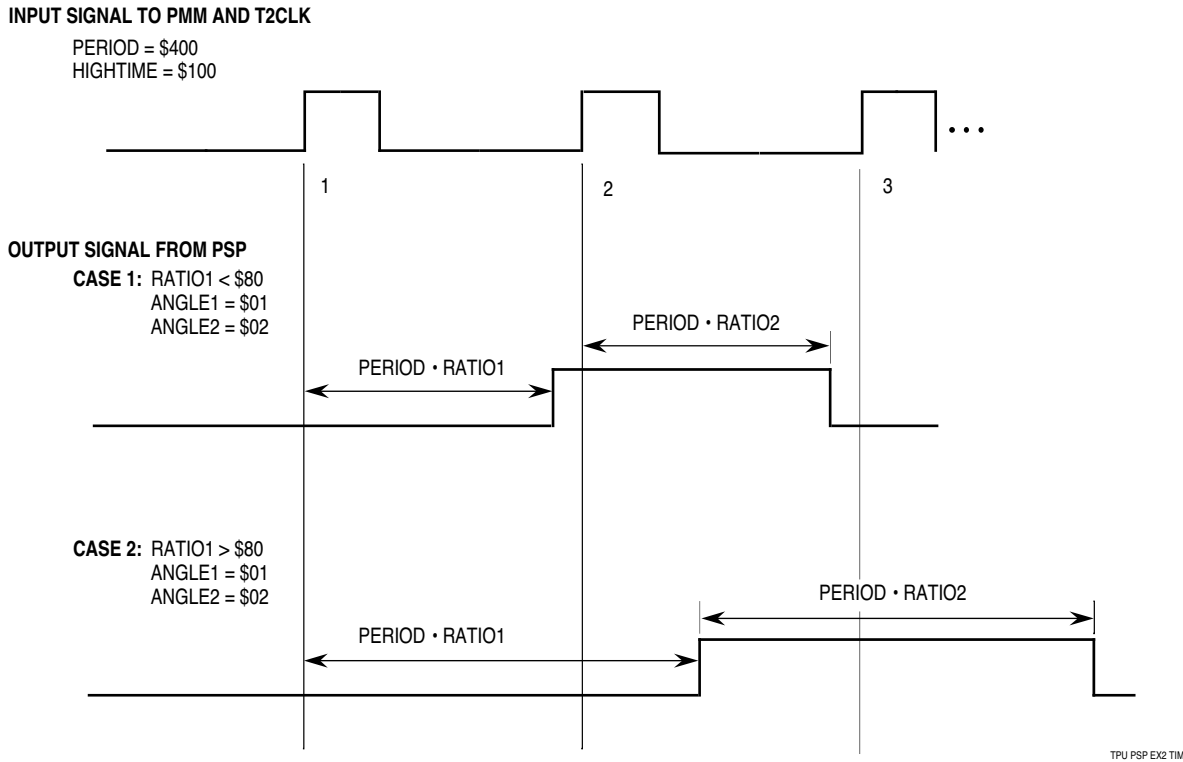 INPUT SIGNAL TO PMM AND T2CLK
PERIOD = $400
HIGHTIME = $100
1
2
3
OUTPUT SIGNAL FROM PSP
CASE 1: RATIO1 < $80
ANGLE1 = $01
ANGLE2 = $02
PERIOD • RATIO2
PERIOD • RATIO1
CASE 2: RATIO1 > $80
ANGLE1 = $01
ANGLE2 = $02
PERIOD • RATIO2
PERIOD • RATIO1
TPU PSP EX2 TIM